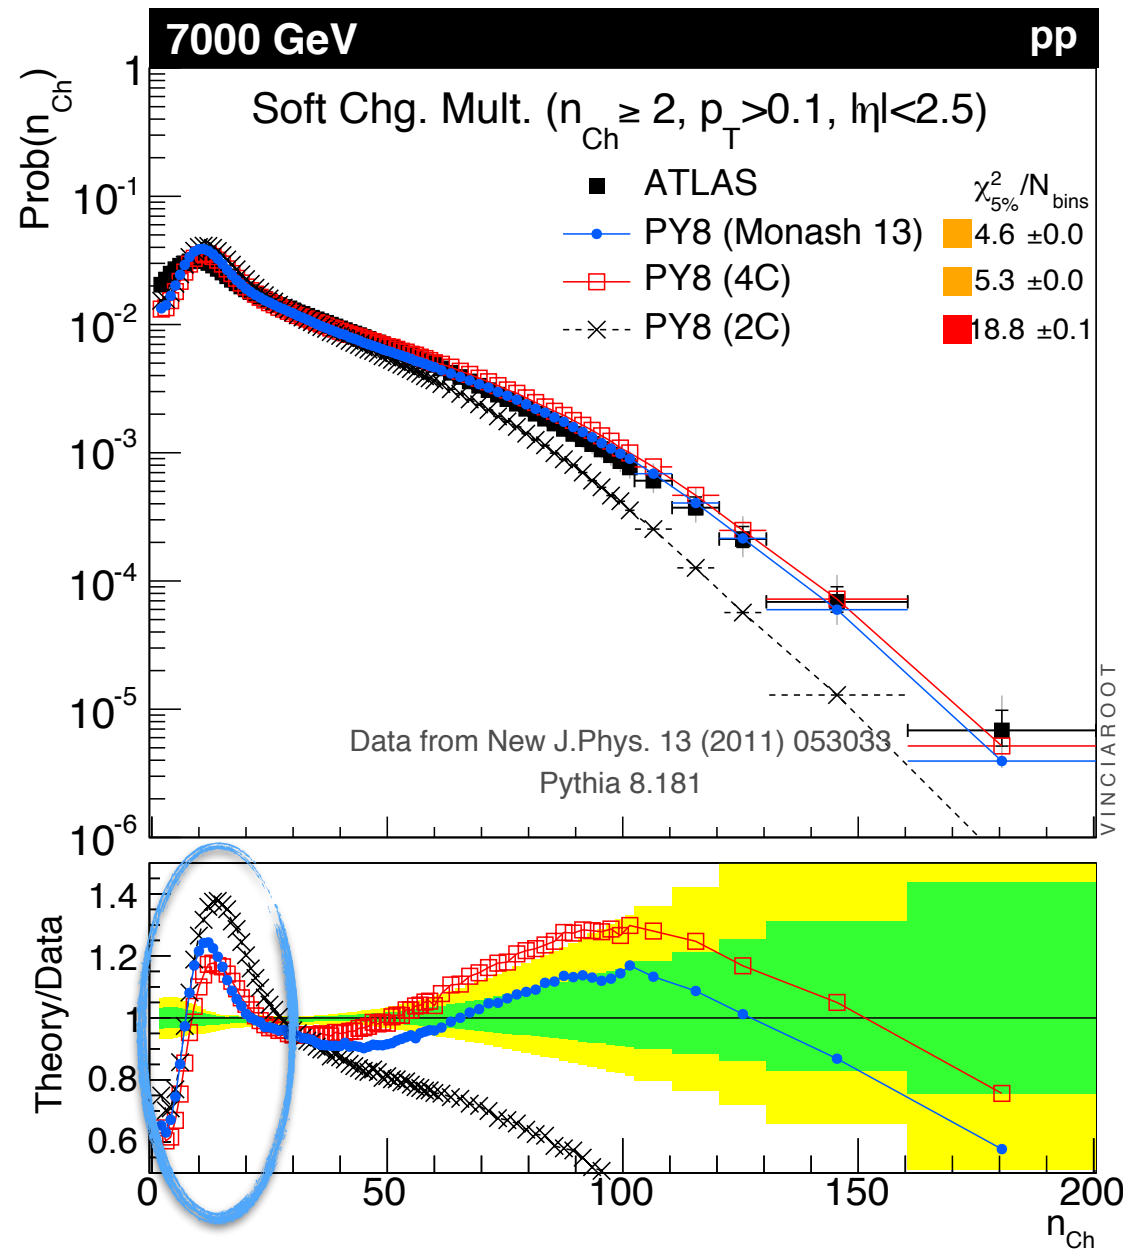 7000 GeV pp
Soft Chg. Mult. (n_Ch ≥ 2, p_T>0.1, |η|<2.5)
Prob(n_Ch)
1
10^-1
10^-2
10^-3
10^-4
10^-5
10^-6
ATLAS χ²_5%/N_bins
PY8 (Monash 13) 4.6 ±0.0
PY8 (4C) 5.3 ±0.0
PY8 (2C) 18.8 ±0.1
Data from New J.Phys. 13 (2011) 053033
Pythia 8.181
VINCIAROOT
Theory/Data
1.4
1.2
1
0.8
0.6
0 50 100 150 200
n_Ch